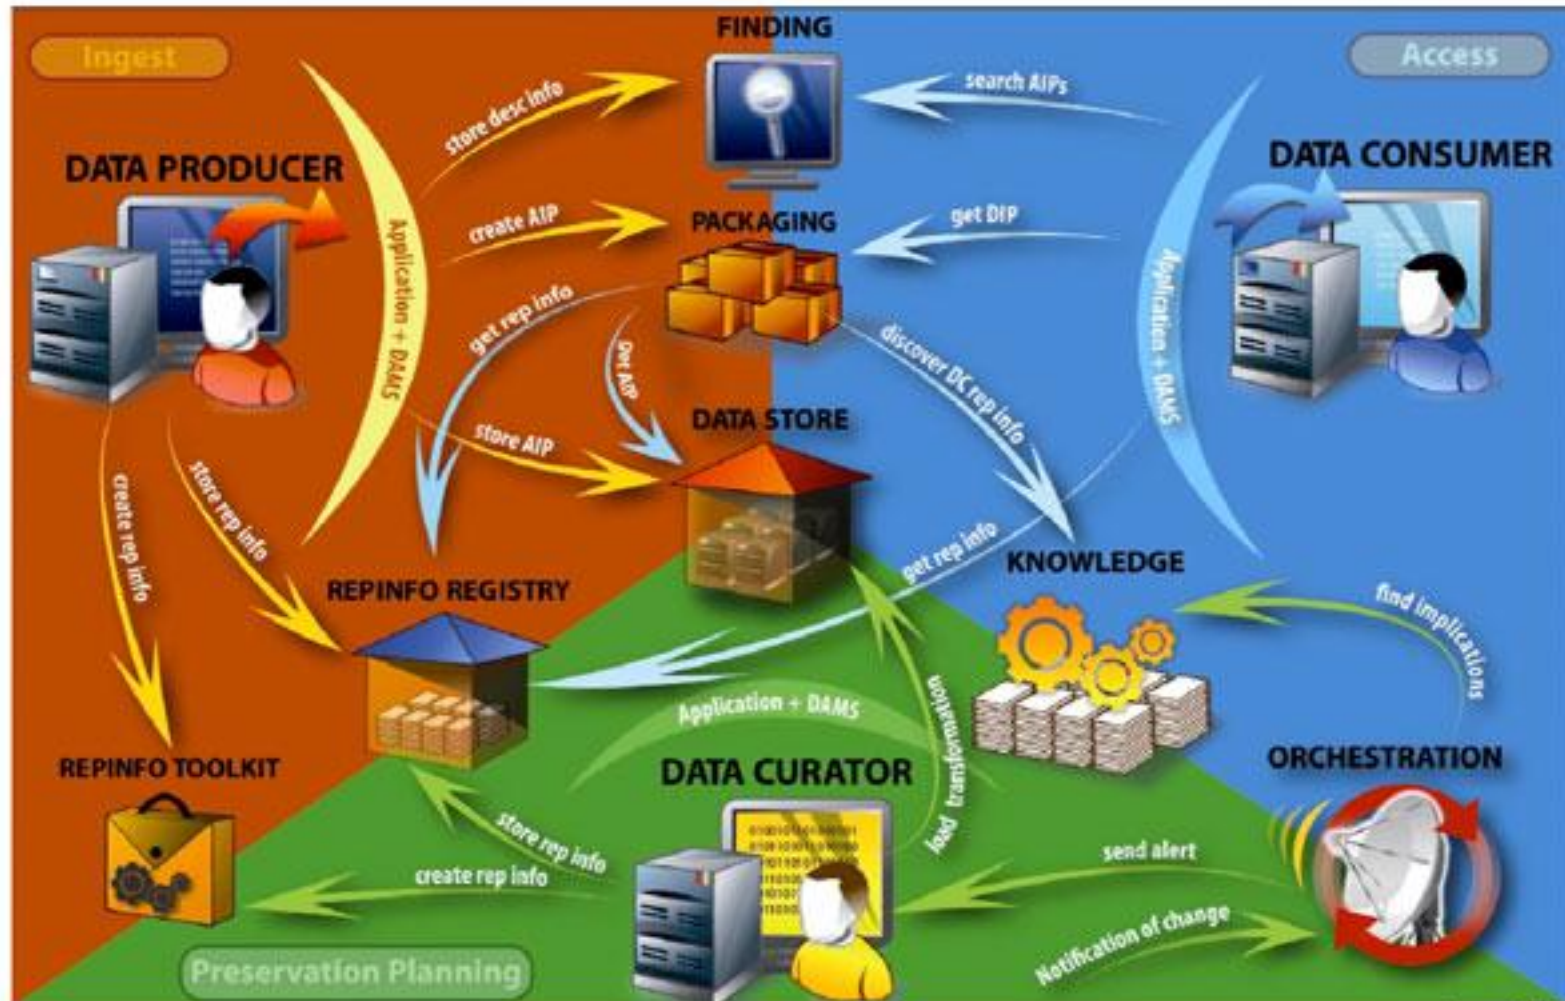 FINDING
Ingest
Access
store desc info
search AIPs
DATA PRODUCER
DATA CONSUMER
Application + DAMS
create AIP
PACKAGING
get DIP
Application + DAMS
get rep info
get AIP
discover DC rep info
DATA STORE
store AIP
create rep info
store rep info
get rep info
KNOWLEDGE
REPINFO REGISTRY
find implications
Application + DAMS
load transformation
REPINFO TOOLKIT
DATA CURATOR
ORCHESTRATION
store rep info
create rep info
send alert
Notification of change
Preservation Planning